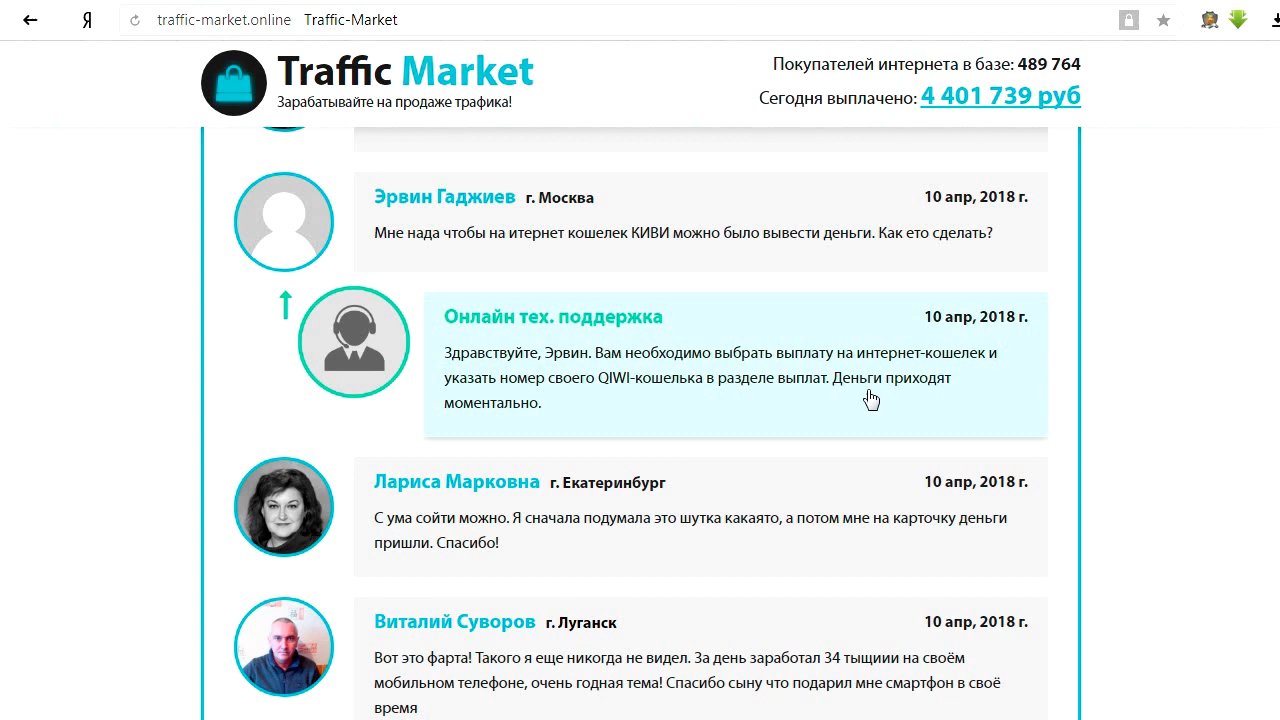 Я traffic-market.online Traffic-Market
Traffic Market
Зарабатывайте на продаже трафика!
Покупателей интернета в базе: 489 764
Сегодня выплачено: 4 401 739 руб
Эрвин Гаджиев г. Москва 10 апр, 2018 г.
Мне нада чтобы на итернет кошелек КИВИ можно было вывести деньги. Как ето сделать?
Онлайн тех. поддержка 10 апр, 2018 г.
Здравствуйте, Эрвин. Вам необходимо выбрать выплату на интернет-кошелек и
указать номер своего QIWI-кошелька в разделе выплат. Деньги приходят
моментально.
Лариса Марковна г. Екатеринбург 10 апр, 2018 г.
С ума сойти можно. Я сначала подумала это шутка какаято, а потом мне на карточку деньги
пришли. Спасибо!
Виталий Суворов г. Луганск 10 апр, 2018 г.
Вот это фарта! Такого я еще никогда не видел. За день заработал 34 тыщиии на своём
мобильном телефоне, очень годная тема! Спасибо сыну что подарил мне смартфон в своё
время